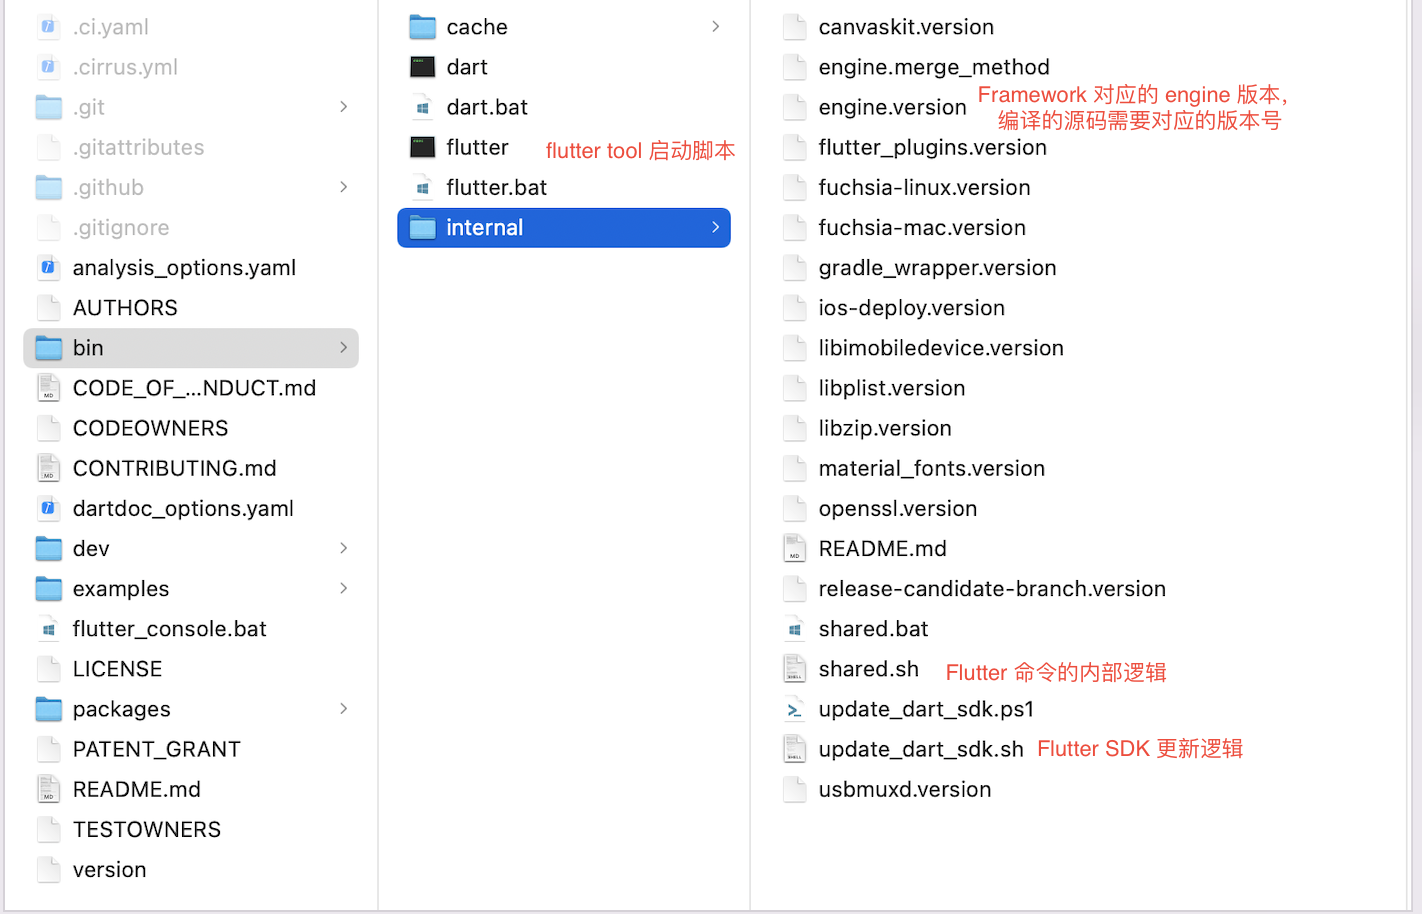 .ci.yaml
.cirrus.yml
.git
.gitattributes
.github
.gitignore
analysis_options.yaml
AUTHORS
bin
CODE_OF_...NDUCT.md
CODEOWNERS
CONTRIBUTING.md
dartdoc_options.yaml
dev
examples
flutter_console.bat
LICENSE
packages
PATENT_GRANT
README.md
TESTOWNERS
version
cache
dart
dart.bat
flutter flutter tool 启动脚本
flutter.bat
internal
canvaskit.version
engine.merge_method
engine.version Framework 对应的 engine 版本,
编译的源码需要对应的版本号
flutter_plugins.version
fuchsia-linux.version
fuchsia-mac.version
gradle_wrapper.version
ios-deploy.version
libimobiledevice.version
libplist.version
libzip.version
material_fonts.version
openssl.version
README.md
release-candidate-branch.version
shared.bat
shared.sh Flutter 命令的内部逻辑
update_dart_sdk.ps1
update_dart_sdk.sh Flutter SDK 更新逻辑
usbmuxd.version